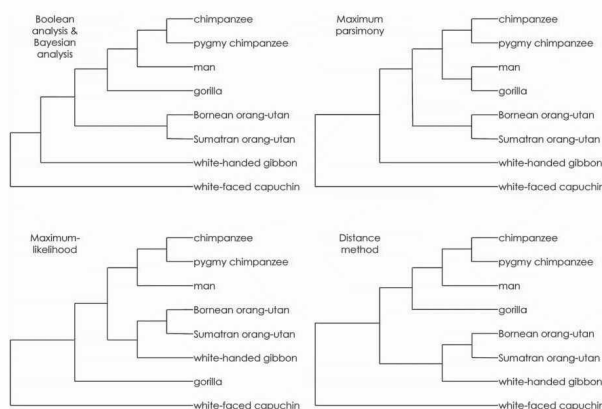 Boolean
analysis &
Bayesian
analysis
chimpanzee
pygmy chimpanzee
man
gorilla
Bornean orang-utan
Sumatran orang-utan
white-handed gibbon
white-faced capuchin
Maximum
parsimony
chimpanzee
pygmy chimpanzee
man
gorilla
Bornean orang-utan
Sumatran orang-utan
white-handed gibbon
white-faced capuchin
Maximum-
likelihood
chimpanzee
pygmy chimpanzee
man
Bornean orang-utan
Sumatran orang-utan
white-handed gibbon
gorilla
white-faced capuchin
Distance
method
chimpanzee
pygmy chimpanzee
man
gorilla
Bornean orang-utan
Sumatran orang-utan
white-handed gibbon
white-faced capuchin